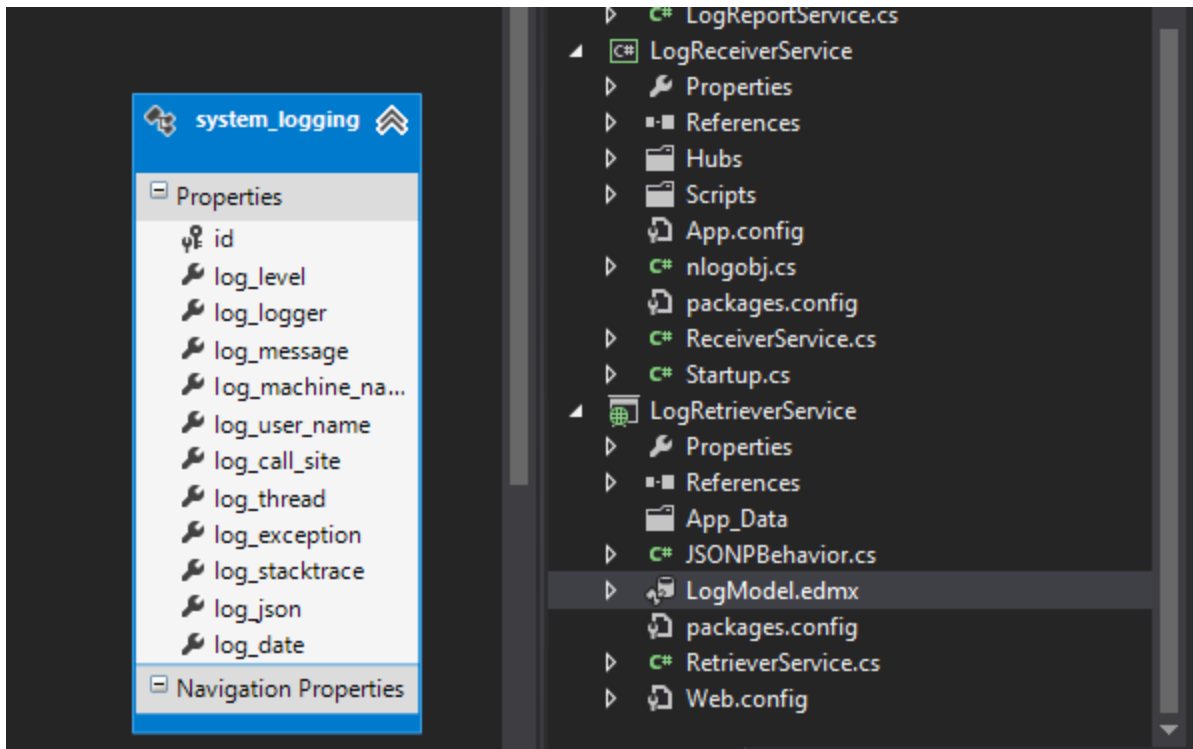 system_logging
Properties
id
log_level
log_logger
log_message
log_machine_na...
log_user_name
log_call_site
log_thread
log_exception
log_stacktrace
log_json
log_date
Navigation Properties
C# LogReportService.cs
C# LogReceiverService
Properties
References
Hubs
Scripts
App.config
C# nlogobj.cs
packages.config
C# ReceiverService.cs
C# Startup.cs
LogRetrieverService
Properties
References
App_Data
C# JSONPBehavior.cs
LogModel.edmx
packages.config
C# RetrieverService.cs
Web.config